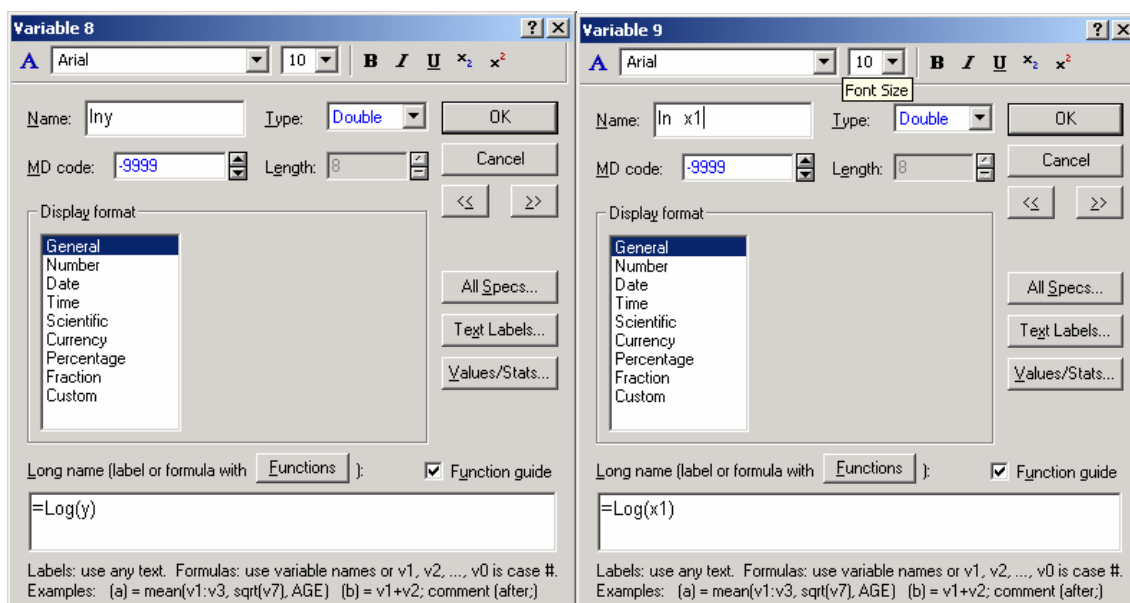 Variable 8
A Arial 10 B I U x₂ x²
Name: lny Type: Double OK
MD code: -9999 Length: 8 Cancel
<< >>
Display format
General
Number
Date
Time
Scientific
Currency
Percentage
Fraction
Custom
All Specs...
Text Labels...
Values/Stats...
Long name (label or formula with Functions ): Function guide
=Log(y)
Labels: use any text. Formulas: use variable names or v1, v2, ..., v0 is case #.
Examples: (a) = mean(v1:v3, sqrt(v7), AGE) (b) = v1+v2; comment (after;)
Variable 9
A Arial 10 B I U x₂ x²
Font Size
Name: ln x1 Type: Double OK
MD code: -9999 Length: 8 Cancel
<< >>
Display format
General
Number
Date
Time
Scientific
Currency
Percentage
Fraction
Custom
All Specs...
Text Labels...
Values/Stats...
Long name (label or formula with Functions ): Function guide
=Log(x1)
Labels: use any text. Formulas: use variable names or v1, v2, ..., v0 is case #.
Examples: (a) = mean(v1:v3, sqrt(v7), AGE) (b) = v1+v2; comment (after;)